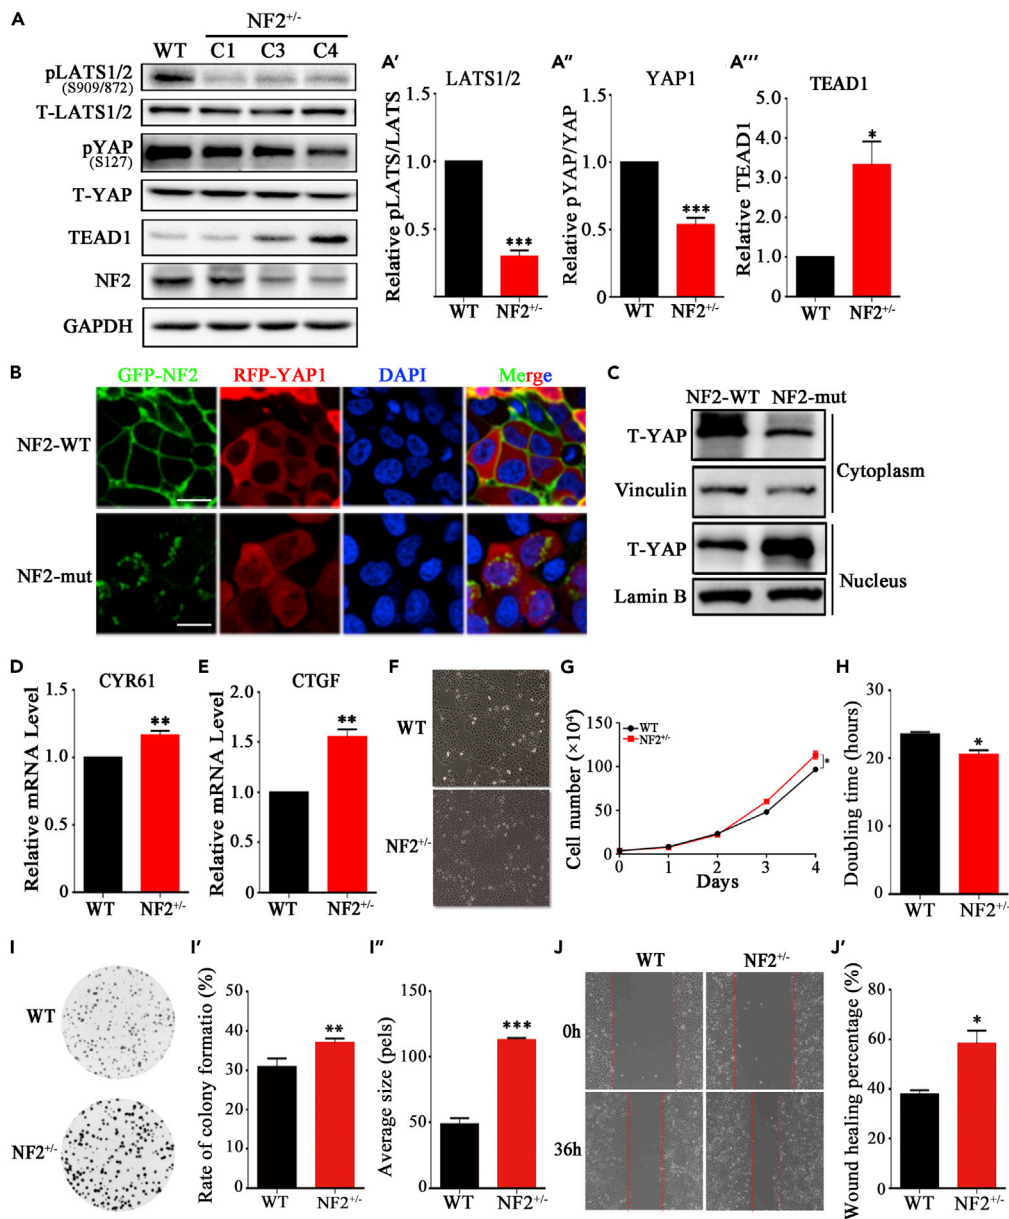 A
NF2+/-
WT C1 C3 C4
pLATS1/2
(S909/872)
T-LATS1/2
pYAP
(S127)
T-YAP
TEAD1
NF2
GAPDH
A'
LATS1/2
Relative pLATS/LATS
1.5
1.0
0.5
0
***
WT NF2+/-
A"
YAP1
Relative pYAP/YAP
1.5
1.0
0.5
0
***
WT NF2+/-
A'''
TEAD1
Relative TEAD1
5.0
4.0
3.0
2.0
1.0
0
*
WT NF2+/-
B
GFP-NF2 RFP-YAP1 DAPI Merge
NF2-WT
NF2-mut
C
NF2-WT NF2-mut
T-YAP
Vinculin
Cytoplasm
T-YAP
Lamin B
Nucleus
D
CYR61
Relative mRNA Level
1.5
1.0
0.5
0
**
WT NF2+/-
E
CTGF
Relative mRNA Level
2.0
1.5
1.0
0.5
0
**
WT NF2+/-
F
WT
NF2+/-
G
Cell number (×10⁴)
150
100
50
0
WT
NF2+/-
*
0 1 2 3 4
Days
H
Doubling time (hours)
30
20
10
0
*
WT NF2+/-
I
WT
NF2+/-
I'
Rate of colony formatio (%)
50
40
30
20
10
0
**
WT NF2+/-
I"
Average size (pels)
150
100
50
0
***
WT NF2+/-
J
WT NF2+/-
0h
36h
J'
Wound healing percentage (%)
80
60
40
20
0
*
WT NF2+/-